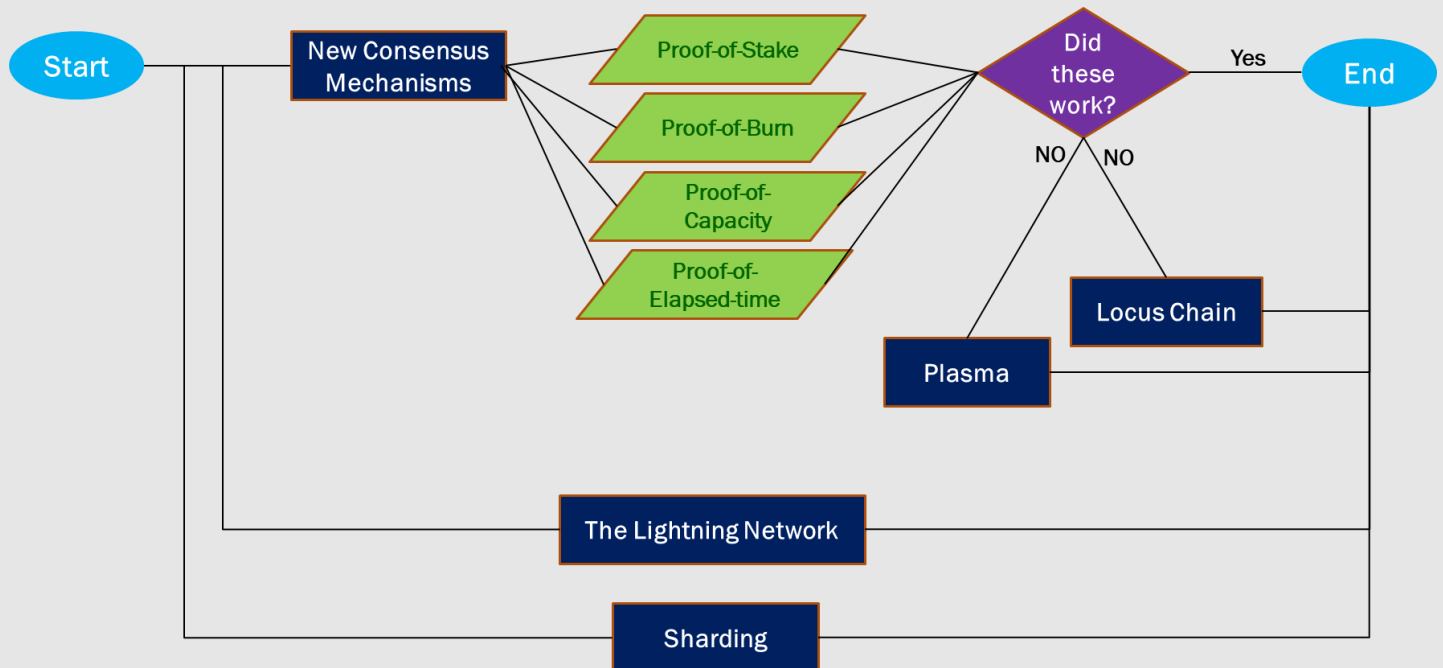 Start
New Consensus
Mechanisms
Proof-of-Stake
Proof-of-Burn
Proof-of-
Capacity
Proof-of-
Elapsed-time
Did
these
work?
Yes
End
NO
NO
Locus Chain
Plasma
The Lightning Network
Sharding